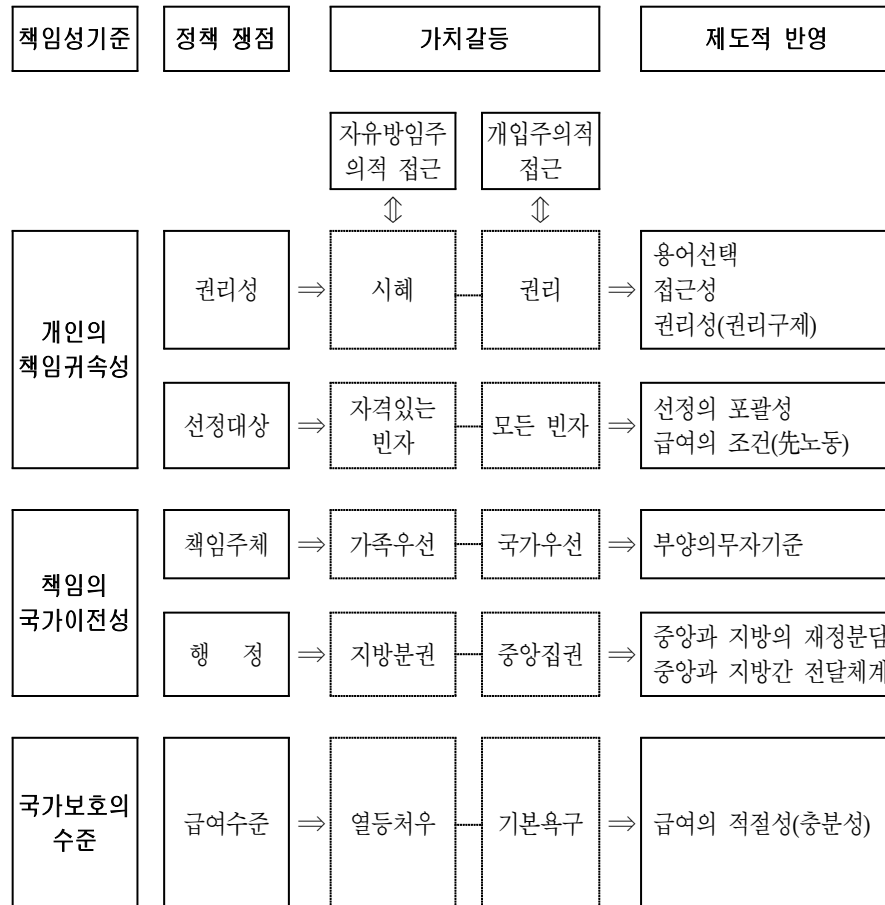 책임성기준 정책 쟁점 가치갈등 제도적 반영
자유방임주
의적 접근
개입주의적
접근
⇕ ⇕
개인의
책임귀속성
권리성 ⇒ 시혜 권리 ⇒
용어선택
접근성
권리성(권리구제)
선정대상 ⇒
자격있는
빈자
모든 빈자 ⇒
선정의 포괄성
급여의 조건(先노동)
책임의
국가이전성
책임주체 ⇒ 가족우선 국가우선 ⇒ 부양의무자기준
행 정 ⇒ 지방분권 중앙집권 ⇒
중앙과 지방의 재정분담
중앙과 지방간 전달체계
국가보호의
수준
급여수준 ⇒ 열등처우 기본욕구 ⇒ 급여의 적절성(충분성)